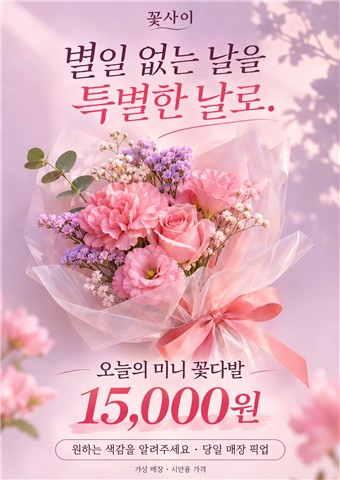 꽃사이
별일 없는 날을
특별한 날로.
오늘의 미니 꽃다발
15,000원
원하는 색감을 알려주세요 · 당일 매장 픽업
가상 매장 · 시안용 가격